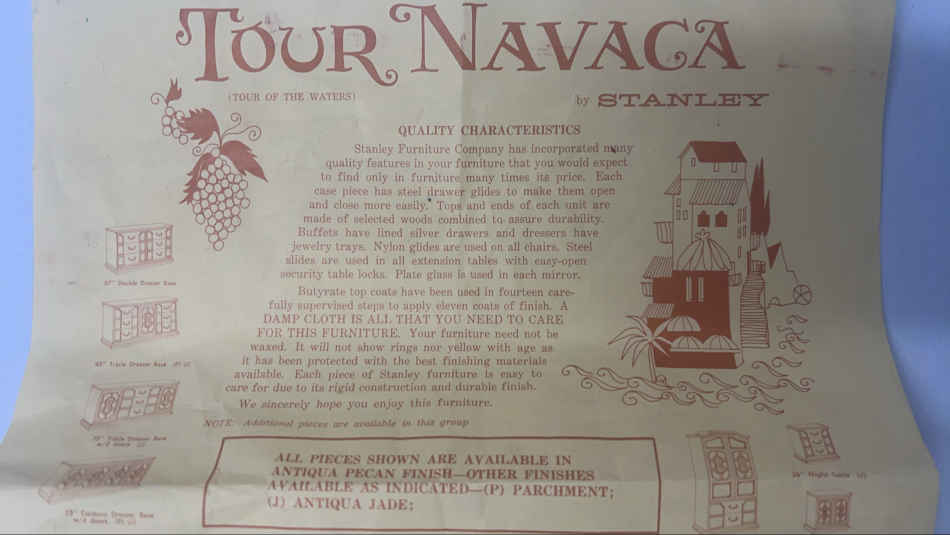 TOUR NAVACA
(TOUR OF THE WATERS)
by STANLEY
QUALITY CHARACTERISTICS
Stanley Furniture Company has incorporated many
quality features in your furniture that you would expect
to find only in furniture many times its price. Each
case piece has steel drawer glides to make them open
and close more easily. Tops and ends of each unit are
made of selected woods combined to assure durability.
Buffets have lined silver drawers and dressers have
jewelry trays. Nylon glides are used on all chairs. Steel
slides are used in all extension tables with easy-open
security table locks. Plate glass is used in each mirror.
Butyrate top coats have been used in fourteen care-
fully supervised steps to apply eleven coats of finish. A
DAMP CLOTH IS ALL THAT YOU NEED TO CARE
FOR THIS FURNITURE. Your furniture need not be
waxed. It will not show rings nor yellow with age as
it has been protected with the best finishing materials
available. Each piece of Stanley furniture is easy to
care for due to its rigid construction and durable finish.
We sincerely hope you enjoy this furniture.
NOTE: Additional pieces are available in this group
ALL PIECES SHOWN ARE AVAILABLE IN
ANTIQUA PECAN FINISH—OTHER FINISHES
AVAILABLE AS INDICATED—(P) PARCHMENT;
(J) ANTIQUA JADE;
Double Dresser Base
Triple Dresser Base
Triple Dresser Base
w/2 doors
Dresser Base
w/4 doors
Night Table